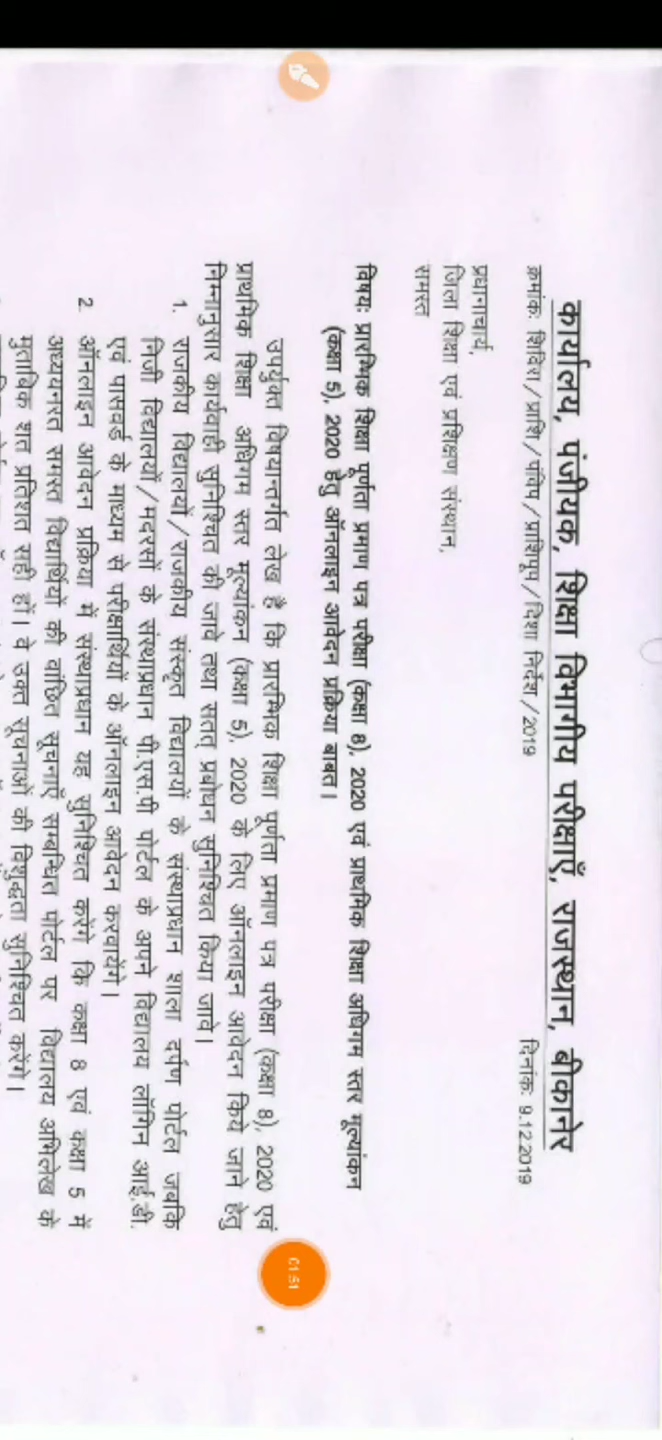 कार्यालय, पंजीयक, शिक्षा विभागीय परीक्षाएँ, राजस्थान, बीकानेर
क्रमांकः शिविरा/प्राशि/पंविप/प्राशिपूप्र/दिशा निर्देश/2019 दिनांकः 9.12.2019
प्रधानाचार्य,
जिला शिक्षा एवं प्रशिक्षण संस्थान,
समस्त
विषयः प्रारम्भिक शिक्षा पूर्णता प्रमाण पत्र परीक्षा (कक्षा 8), 2020 एवं प्राथमिक शिक्षा अधिगम स्तर मूल्यांकन
(कक्षा 5), 2020 हेतु ऑनलाइन आवेदन प्रक्रिया बाबत।
उपर्युक्त विषयान्तर्गत लेख है कि प्रारम्भिक शिक्षा पूर्णता प्रमाण पत्र परीक्षा (कक्षा 8), 2020 एवं
प्राथमिक शिक्षा अधिगम स्तर मूल्यांकन (कक्षा 5), 2020 के लिए ऑनलाइन आवेदन किये जाने हेतु
निम्नानुसार कार्यवाही सुनिश्चित की जावे तथा सतत् प्रबोधन सुनिश्चित किया जावे।
1. राजकीय विद्यालयों/राजकीय संस्कृत विद्यालयों के संस्थाप्रधान शाला दर्पण पोर्टल जबकि
निजी विद्यालयों/मदरसों के संस्थाप्रधान पी.एस.पी पोर्टल के अपने विद्यालय लॉगिन आई.डी.
एवं पासवर्ड के माध्यम से परीक्षार्थियों के ऑनलाइन आवेदन करवायेंगे।
2. ऑनलाइन आवेदन प्रक्रिया में संस्थाप्रधान यह सुनिश्चित करेंगे कि कक्षा 8 एवं कक्षा 5 में
अध्ययनरत समस्त विद्यार्थियों की वांछित सूचनाएँ सम्बन्धित पोर्टल पर विद्यालय अभिलेख के
मुताबिक शत प्रतिशत सही हों। वे उक्त सूचनाओं की विशुद्धता सुनिश्चित करेंगे।
01:51